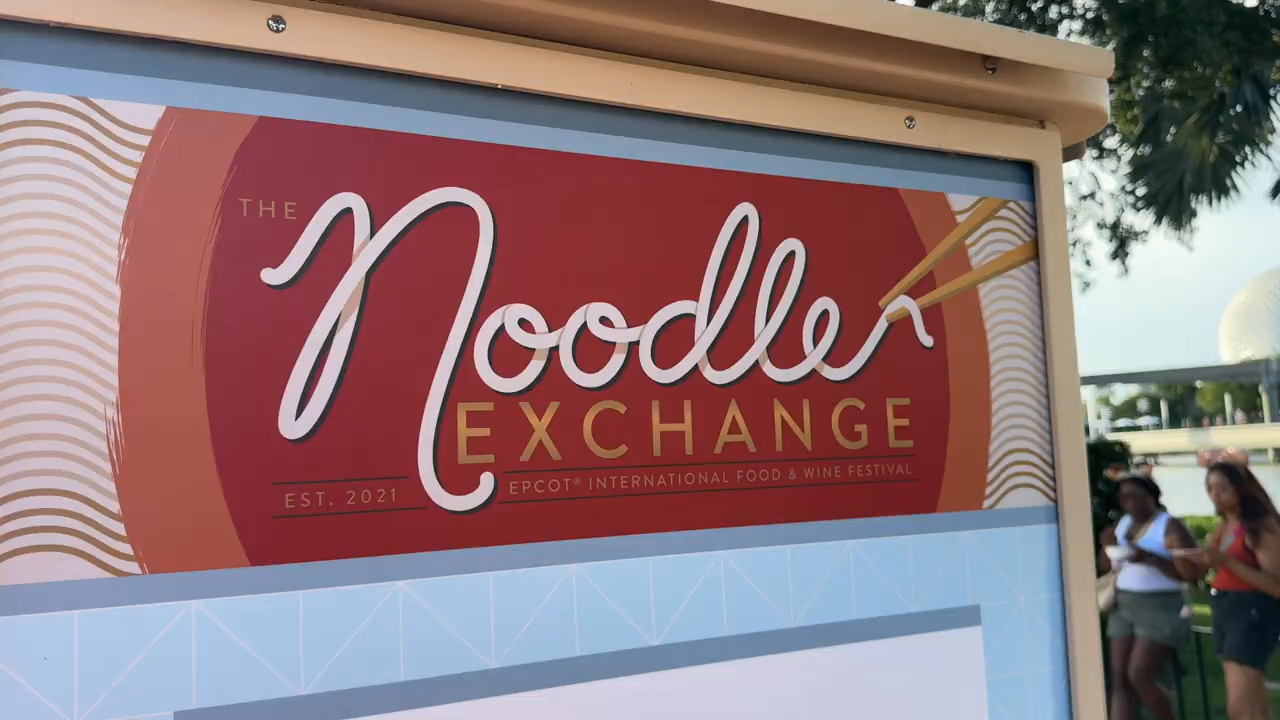 THE
Noodle
EXCHANGE
EST. 2021
EPCOT® INTERNATIONAL FOOD & WINE FESTIVAL